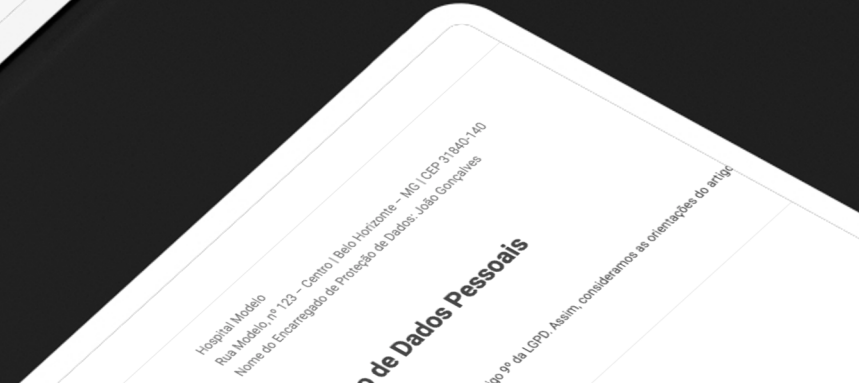 Hospital Modelo
Rua Modelo, nº 123 – Centro | Belo Horizonte – MG | CEP 31840-140
Nome do Encarregado de Proteção de Dados: João Gonçalves
de Dados Pessoais
9º da LGPD. Assim, consideramos as orientações do artigo